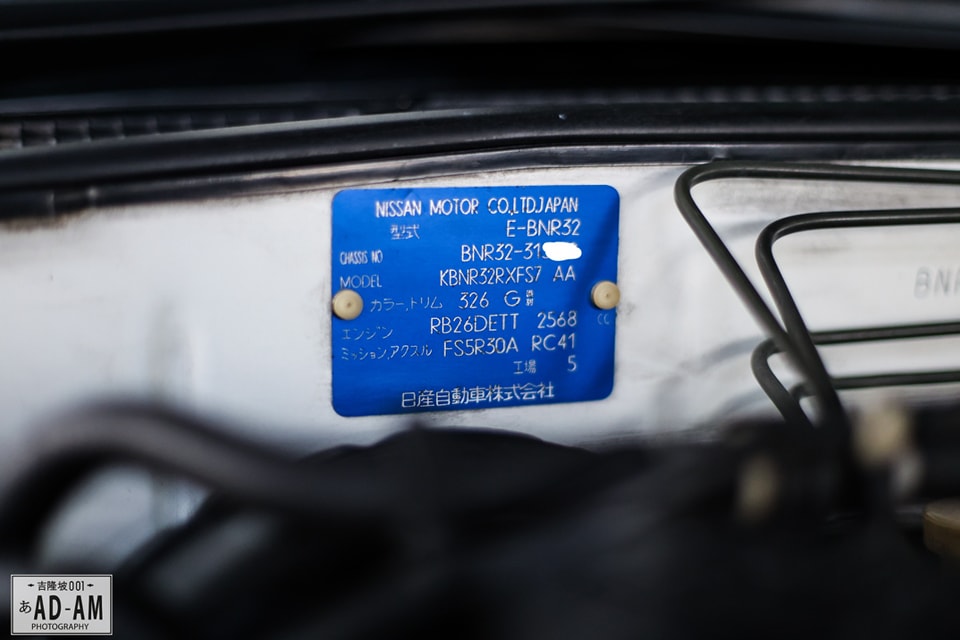 NISSAN MOTOR CO.,LTD.JAPAN
型式 E-BNR32
CHASSIS NO BNR32-31
MODEL KBNR32RXFS7 AA
カラー,トリム 326 G
エンジン RB26DETT 2568 CC
ミッション,アクスル FS5R30A RC41
工場 5
日産自動車株式会社
BNR
吉隆坡001
あ AD-AM
PHOTOGRAPHY